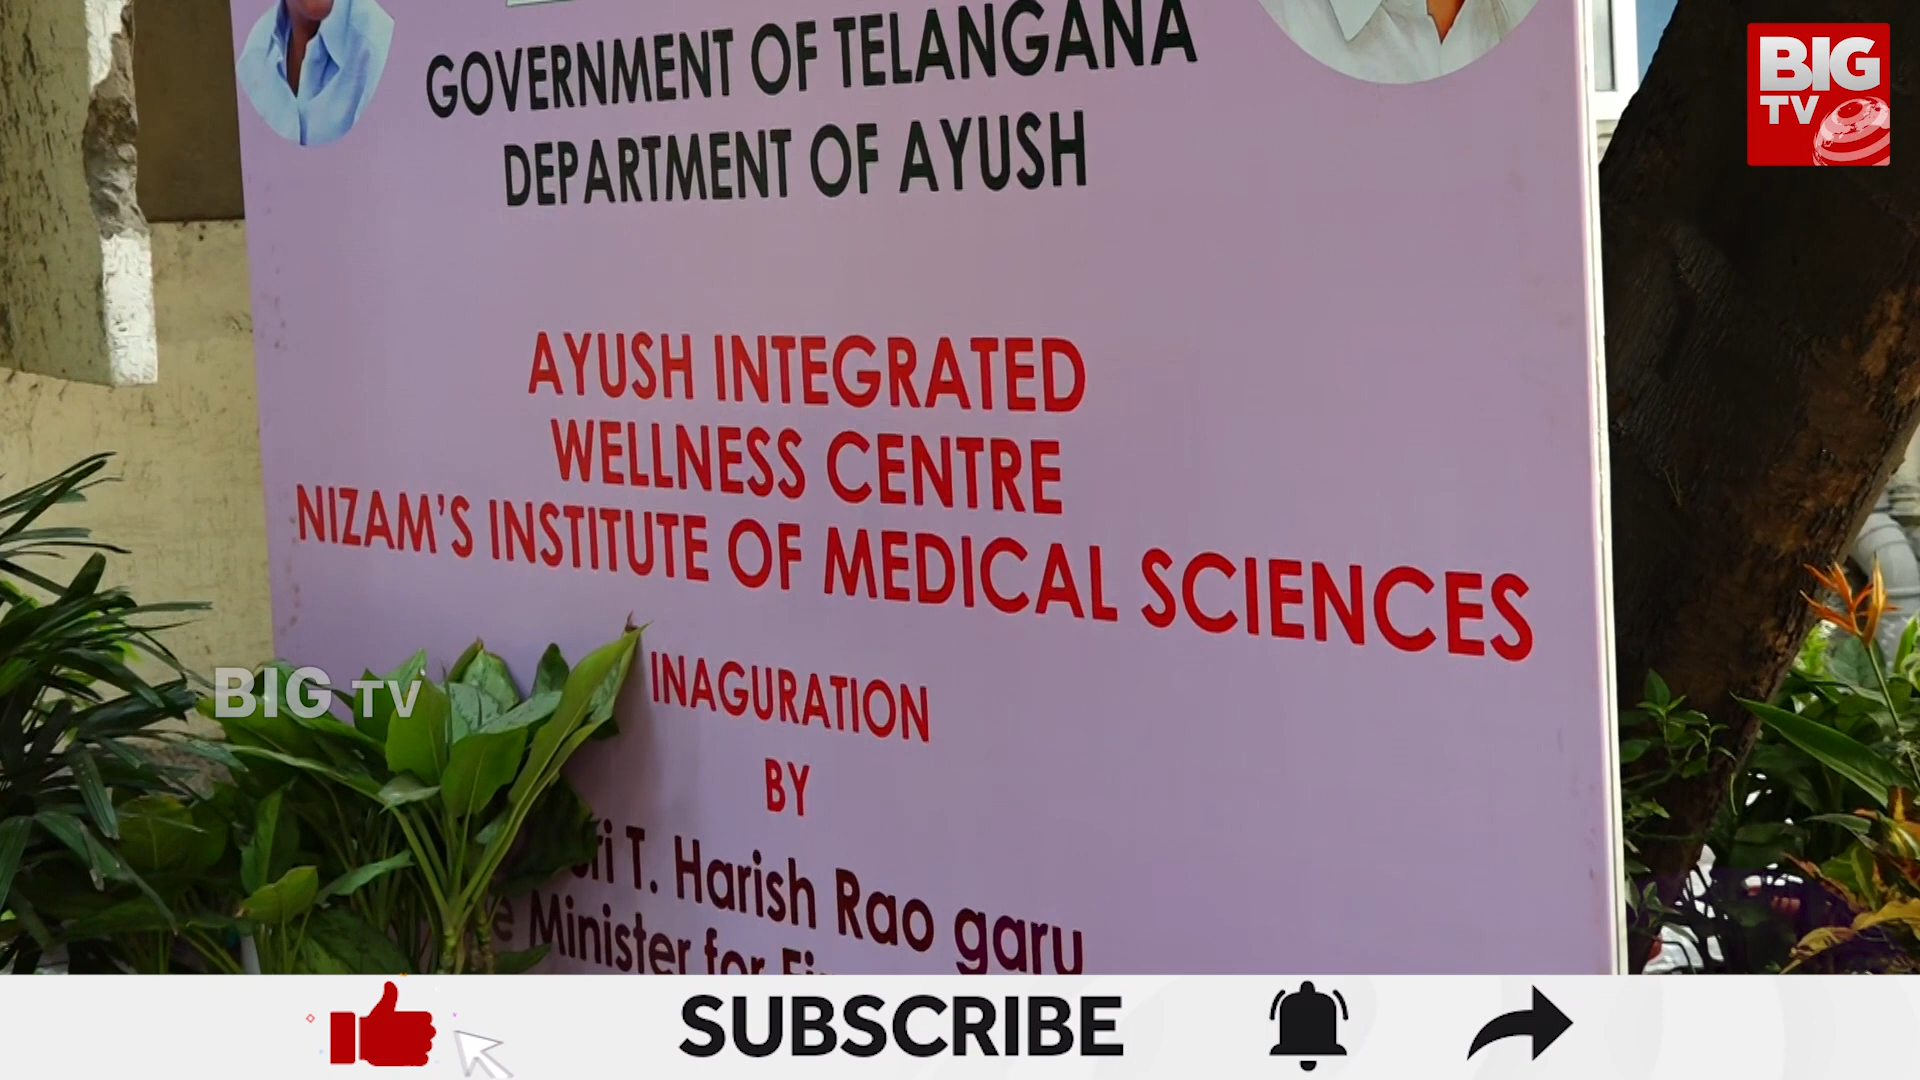 BIG
TV
GOVERNMENT OF TELANGANA
DEPARTMENT OF AYUSH
AYUSH INTEGRATED
WELLNESS CENTRE
NIZAM'S INSTITUTE OF MEDICAL SCIENCES
INAGURATION
BY
T. Harish Rao garu
Minister for
BIG TV
SUBSCRIBE